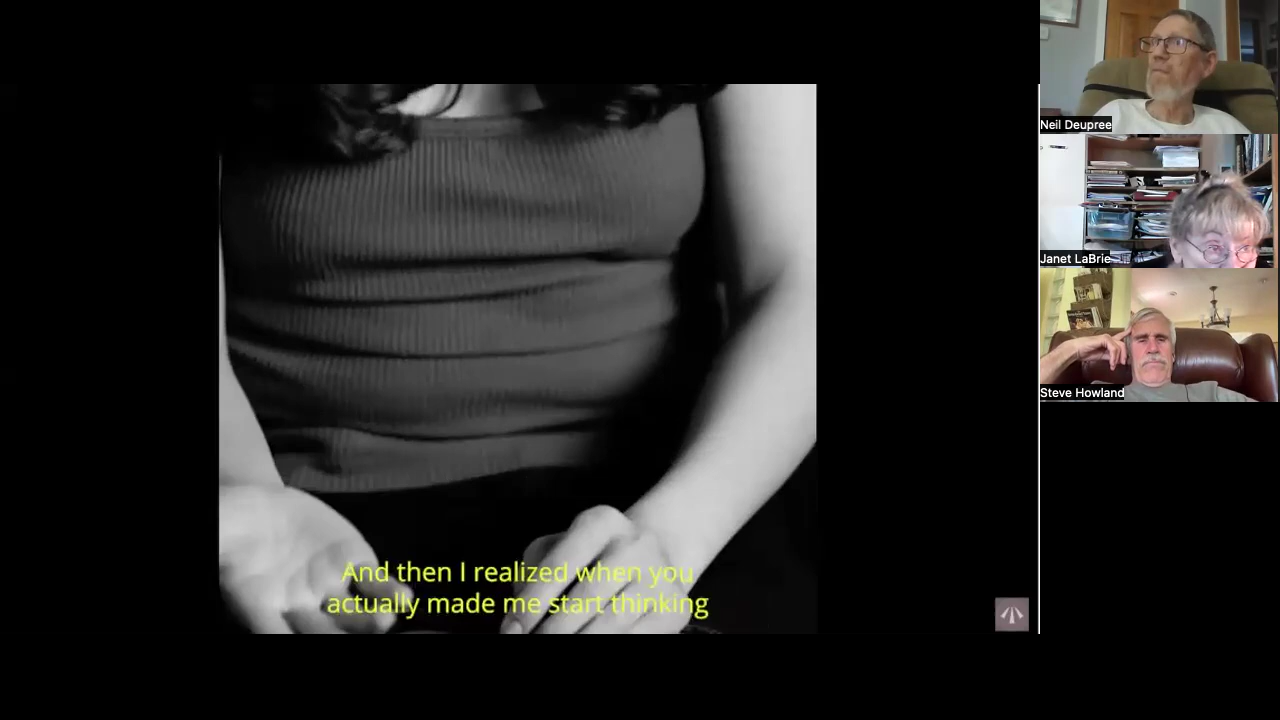 And then I realized when you
actually made me start thinking
Neil Deupree
Janet LaBrie
Steve Howland